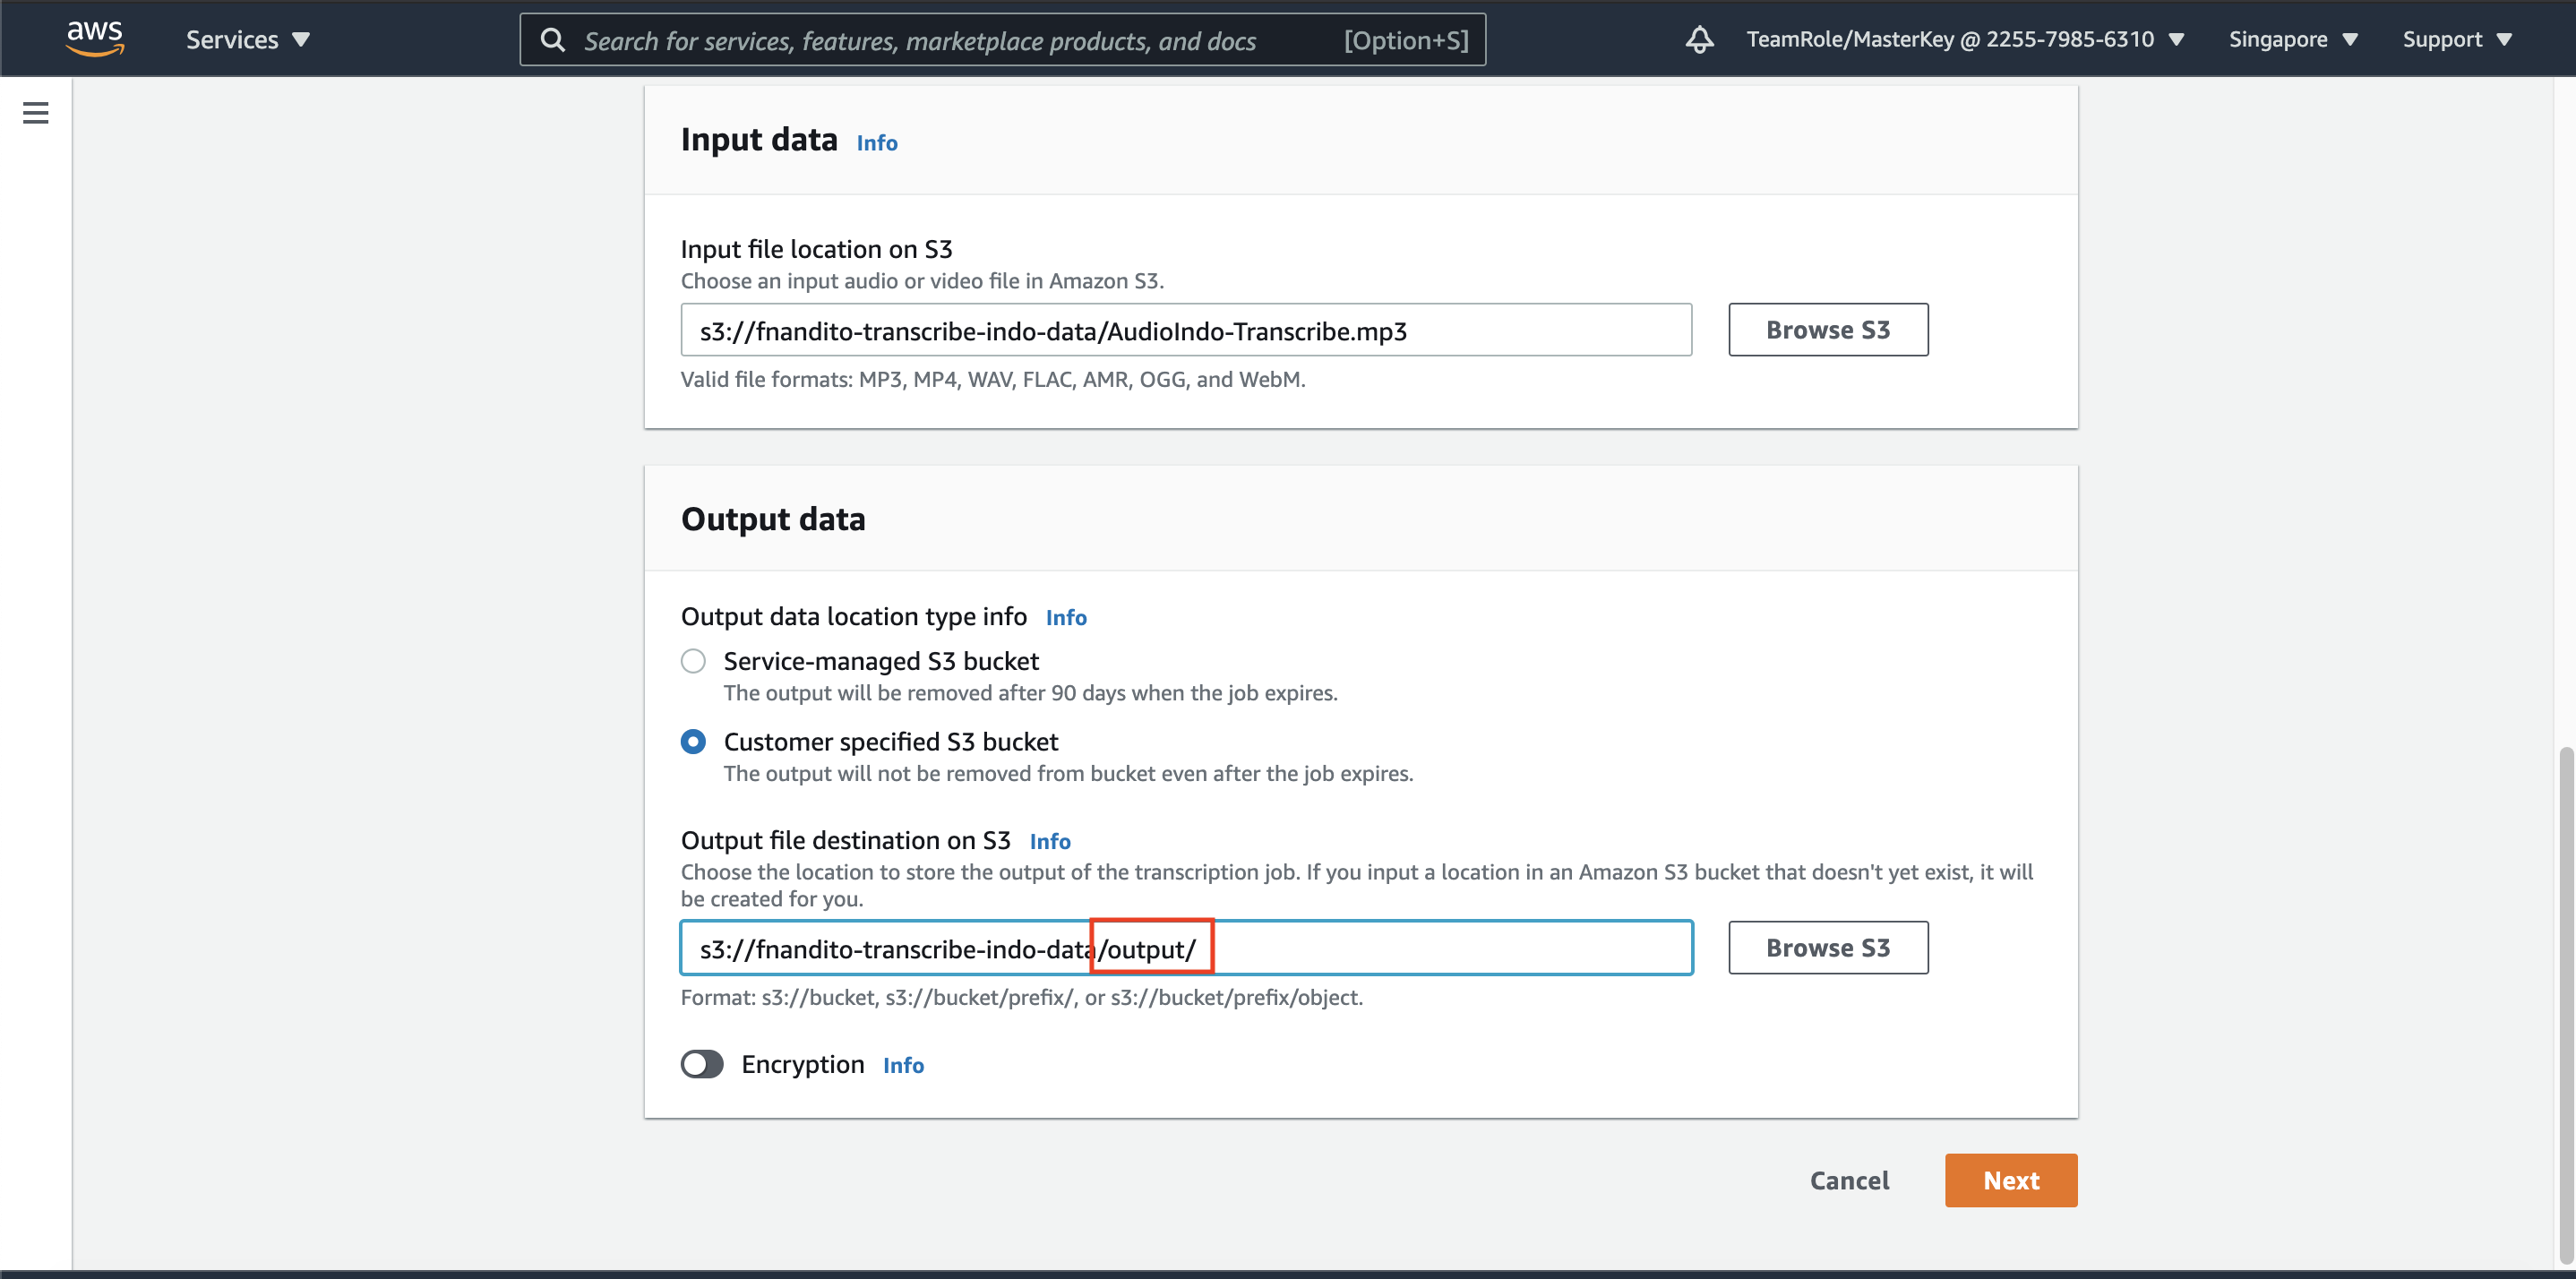 aws
Services ▼
Search for services, features, marketplace products, and docs [Option+S]
TeamRole/MasterKey @ 2255-7985-6310 ▼
Singapore ▼
Support ▼
Input data Info
Input file location on S3
Choose an input audio or video file in Amazon S3.
s3://fnandito-transcribe-indo-data/AudioIndo-Transcribe.mp3
Browse S3
Valid file formats: MP3, MP4, WAV, FLAC, AMR, OGG, and WebM.
Output data
Output data location type info Info
Service-managed S3 bucket
The output will be removed after 90 days when the job expires.
Customer specified S3 bucket
The output will not be removed from bucket even after the job expires.
Output file destination on S3 Info
Choose the location to store the output of the transcription job. If you input a location in an Amazon S3 bucket that doesn't yet exist, it will
be created for you.
s3://fnandito-transcribe-indo-data/output/
Browse S3
Format: s3://bucket, s3://bucket/prefix/, or s3://bucket/prefix/object.
Encryption Info
Cancel
Next